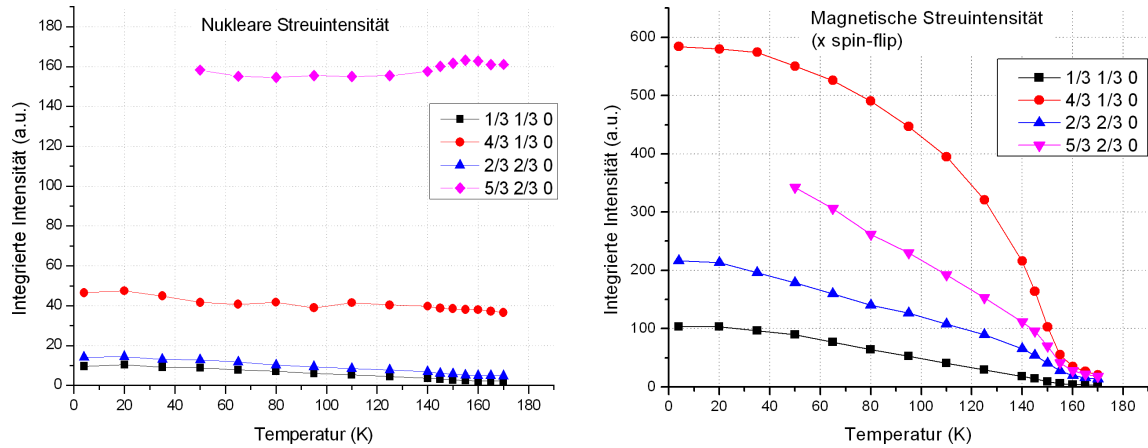 Nukleare Streuintensität
Integrierte Intensität (a.u.)
180
160
140
120
100
80
60
40
20
0
1/3 1/3 0
4/3 1/3 0
2/3 2/3 0
5/3 2/3 0
0 20 40 60 80 100 120 140 160 180
Temperatur (K)
Magnetische Streuintensität
(x spin-flip)
Integrierte Intensität (a.u.)
600
500
400
300
200
100
0
1/3 1/3 0
4/3 1/3 0
2/3 2/3 0
5/3 2/3 0
0 20 40 60 80 100 120 140 160 180
Temperatur (K)